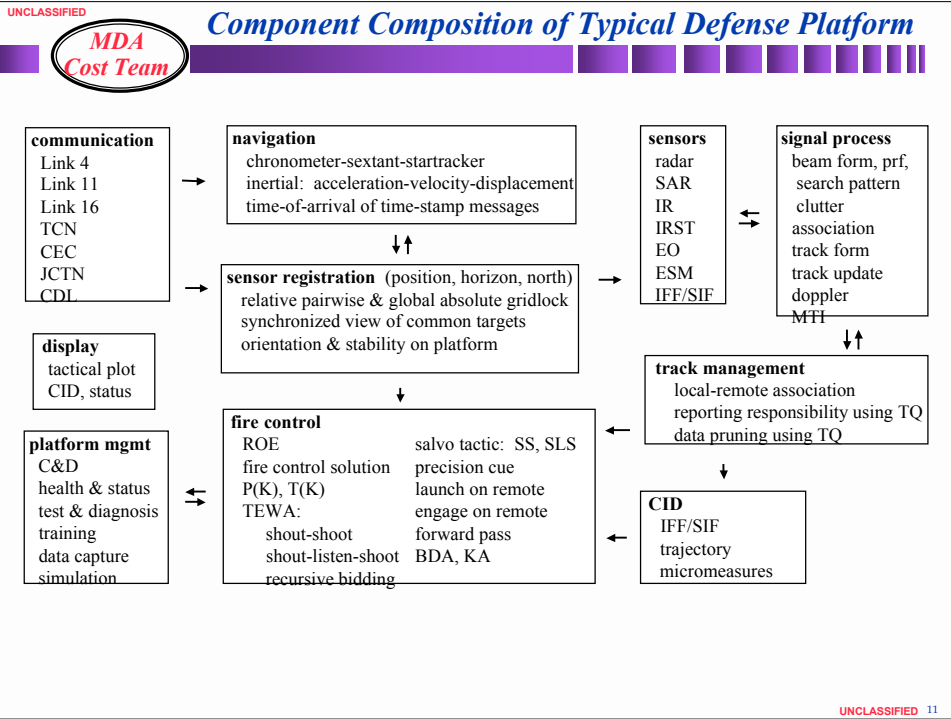 UNCLASSIFIED
Component Composition of Typical Defense Platform
MDA
Cost Team
communication
Link 4
Link 11
Link 16
TCN
CEC
JCTN
CDL
navigation
chronometer-sextant-startracker
inertial: acceleration-velocity-displacement
time-of-arrival of time-stamp messages
sensors
radar
SAR
IR
IRST
EO
ESM
IFF/SIF
signal process
beam form, prf,
search pattern
clutter
association
track form
track update
doppler
MTI
sensor registration (position, horizon, north)
relative pairwise & global absolute gridlock
synchronized view of common targets
orientation & stability on platform
display
tactical plot
CID, status
track management
local-remote association
reporting responsibility using TQ
data pruning using TQ
platform mgmt
C&D
health & status
test & diagnosis
training
data capture
simulation
fire control
ROE
fire control solution
P(K), T(K)
TEWA:
shout-shoot
shout-listen-shoot
recursive bidding
salvo tactic: SS, SLS
precision cue
launch on remote
engage on remote
forward pass
BDA, KA
CID
IFF/SIF
trajectory
micromeasures
UNCLASSIFIED 11